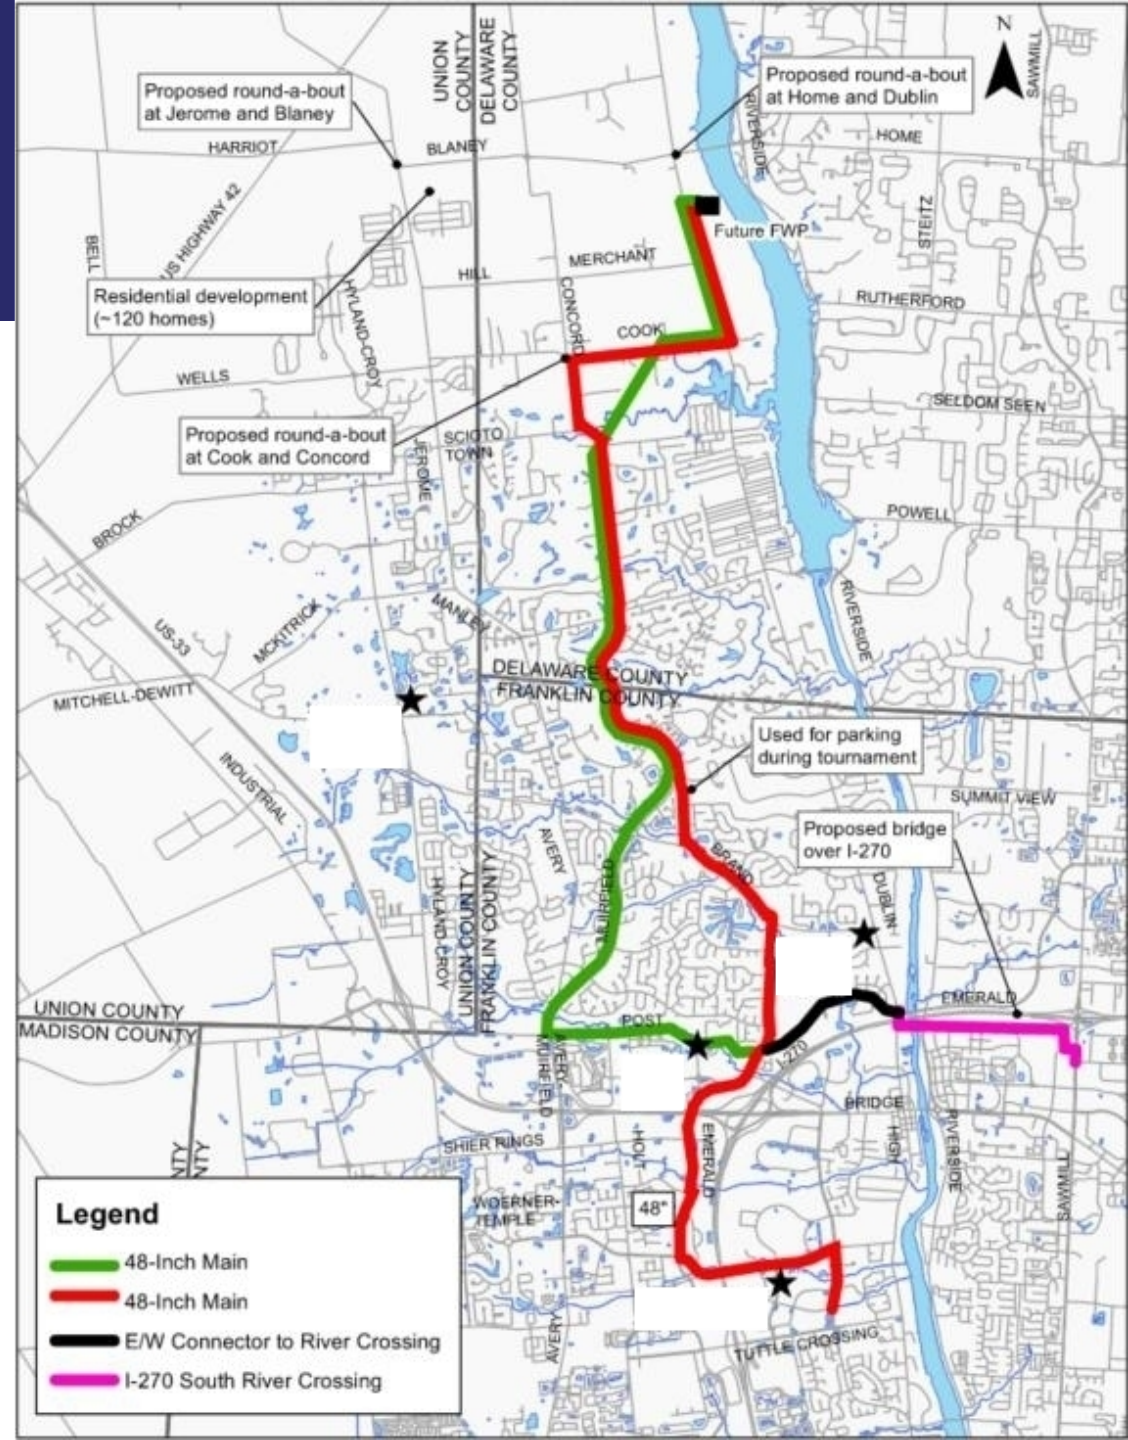 UNION
COUNTY
DELAWARE
COUNTY
N
SAWMILL
Proposed round-a-bout
at Jerome and Blaney
Proposed round-a-bout
at Home and Dublin
RIVERSIDE
HOME
HARRIOT
BLANEY
US HIGHWAY 42
BELL
STEITZ
Future FWP
MERCHANT
HILL
CONCORD
HYLAND-CROY
Residential development
(~120 homes)
RUTHERFORD
COOK
WELLS
SELDOM SEEN
Proposed round-a-bout
at Cook and Concord
SCIOTO
TOWN
JEROME
BROCK
POWELL
RIVERSIDE
MANLEY
MCKITRICK
US-33
DELAWARE COUNTY
FRANKLIN COUNTY
MITCHELL-DEWITT
INDUSTRIAL
Used for parking
during tournament
SUMMIT VIEW
Proposed bridge
over I-270
AVERY
BRAND
MUIRFIELD
DUBLIN
HYLAND-CROY
UNION COUNTY
FRANKLIN COUNTY
EMERALD
UNION COUNTY
MADISON COUNTY
POST
I-270
AVERY-
MUIRFIELD
BRIDGE
HIGH
RIVERSIDE
SHIER RINGS
HOLT
EMERALD
SAWMILL
NTY
NTY
WOERNER-
TEMPLE
48"
AVERY
TUTTLE CROSSING
Legend
48-Inch Main
48-Inch Main
E/W Connector to River Crossing
I-270 South River Crossing